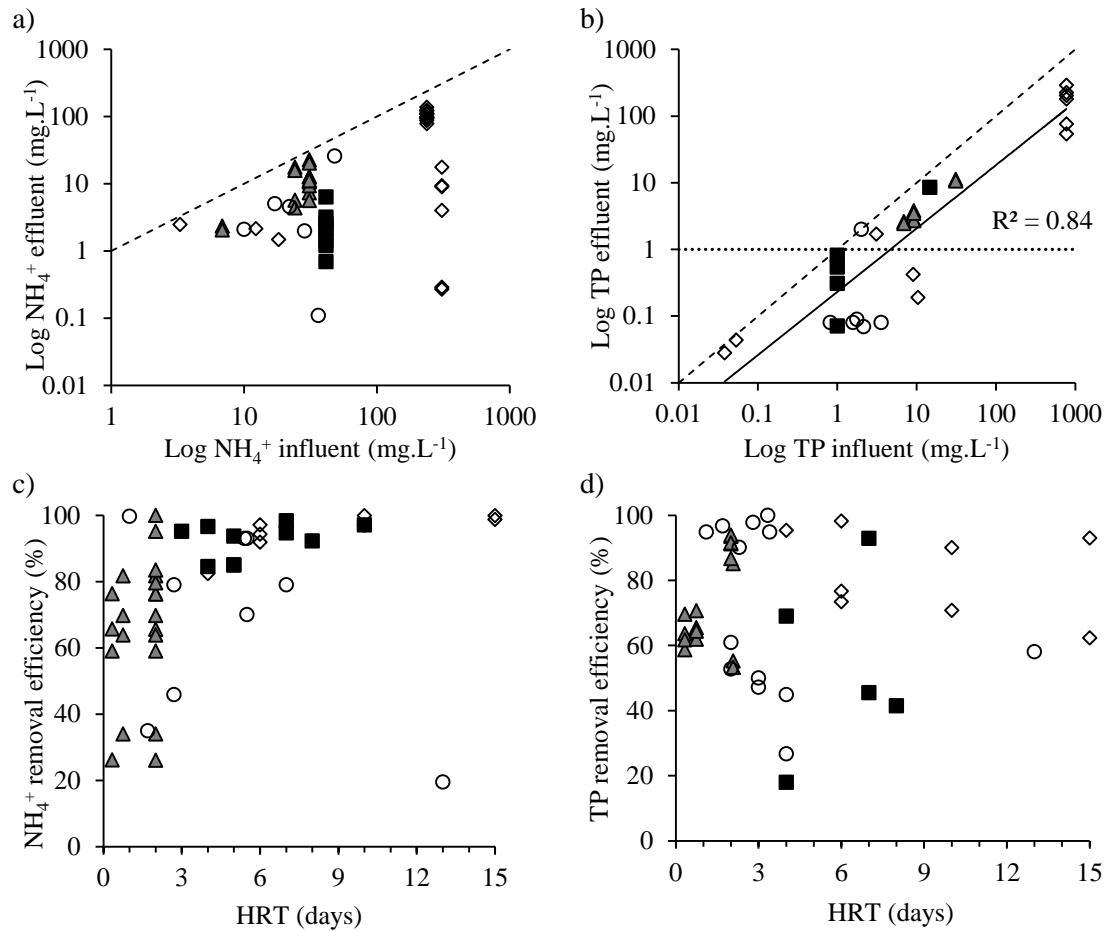 a)
Log NH₄⁺ effluent (mg.L⁻¹)
1000
100
10
1
0.1
0.01
1 10 100 1000
Log NH₄⁺ influent (mg.L⁻¹)
b)
Log TP effluent (mg.L⁻¹)
1000
100
10
1
0.1
0.01
R² = 0.84
0.01 0.1 1 10 100 1000
Log TP influent (mg.L⁻¹)
c)
NH₄⁺ removal efficiency (%)
100
80
60
40
20
0
0 3 6 9 12 15
HRT (days)
d)
TP removal efficiency (%)
100
80
60
40
20
0
0 3 6 9 12 15
HRT (days)